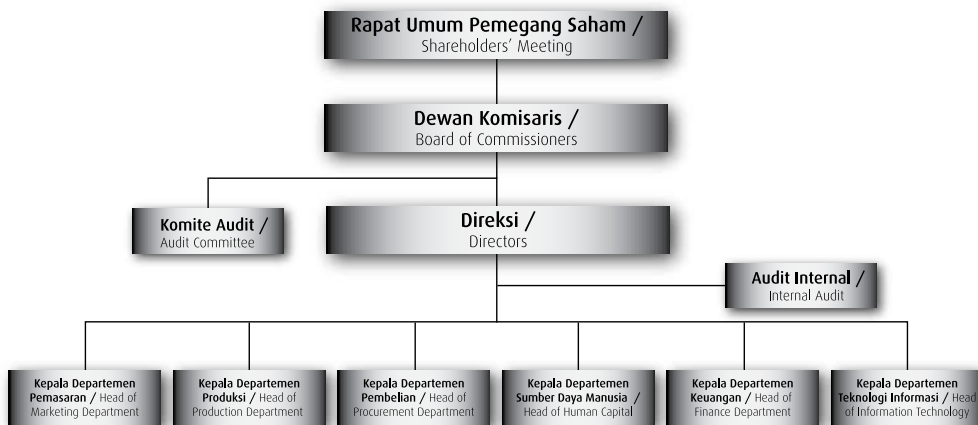 Rapat Umum Pemegang Saham /
Shareholders' Meeting
Dewan Komisaris /
Board of Commissioners
Komite Audit /
Audit Committee
Direksi /
Directors
Audit Internal /
Internal Audit
Kepala Departemen
Pemasaran / Head of
Marketing Department
Kepala Departemen
Produksi / Head of
Production Department
Kepala Departemen
Pembelian / Head of
Procurement Department
Kepala Departemen
Sumber Daya Manusia /
Head of Human Capital
Kepala Departemen
Keuangan / Head of
Finance Department
Kepala Departemen
Teknologi Informasi / Head
of Information Technology